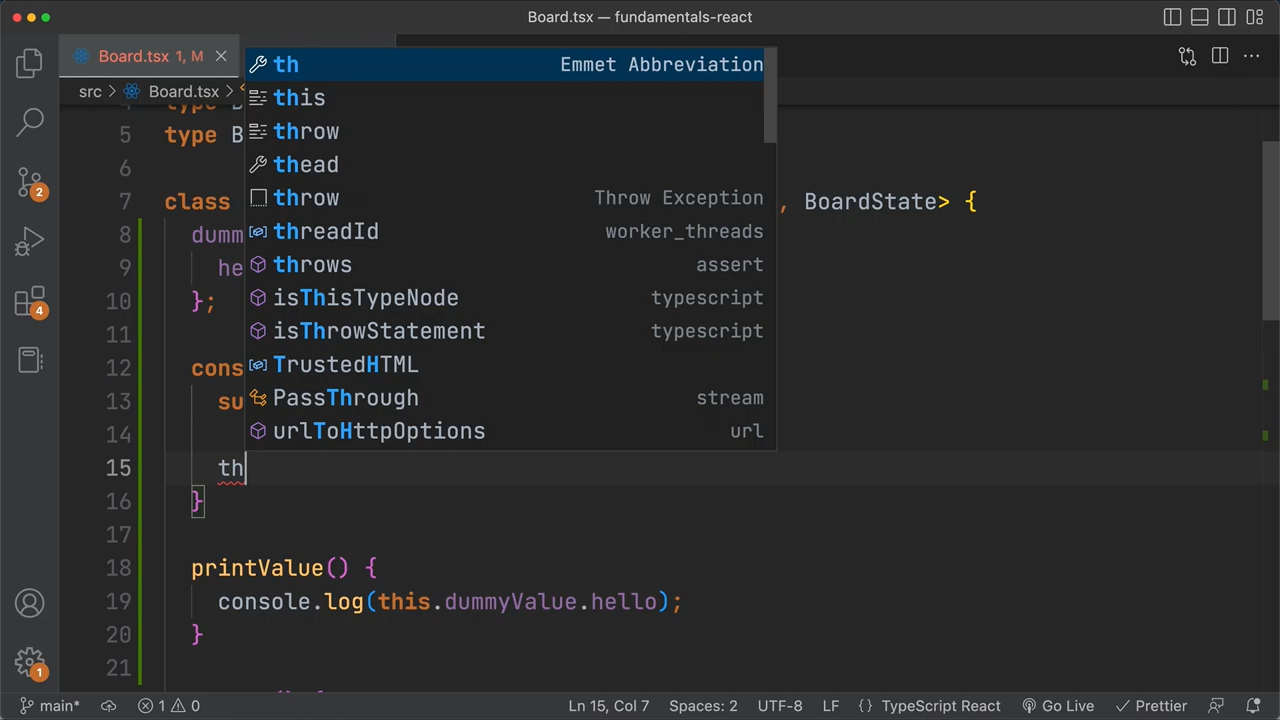 Board.tsx — fundamentals-react
Board.tsx 1, M
src > Board.tsx >
5 type B
6
7 class , BoardState> {
8 dumm
9 he
10 };
11
12 cons
13 su
14
15 th
16 }
17
18 printValue() {
19 console.log(this.dummyValue.hello);
20 }
21
th Emmet Abbreviation
this
throw
thead
throw Throw Exception
threadId worker_threads
throws assert
isThisTypeNode typescript
isThrowStatement typescript
TrustedHTML
PassThrough stream
urlToHttpOptions url
2
4
1
main* 1 0 Ln 15, Col 7 Spaces: 2 UTF-8 LF {} TypeScript React Go Live Prettier